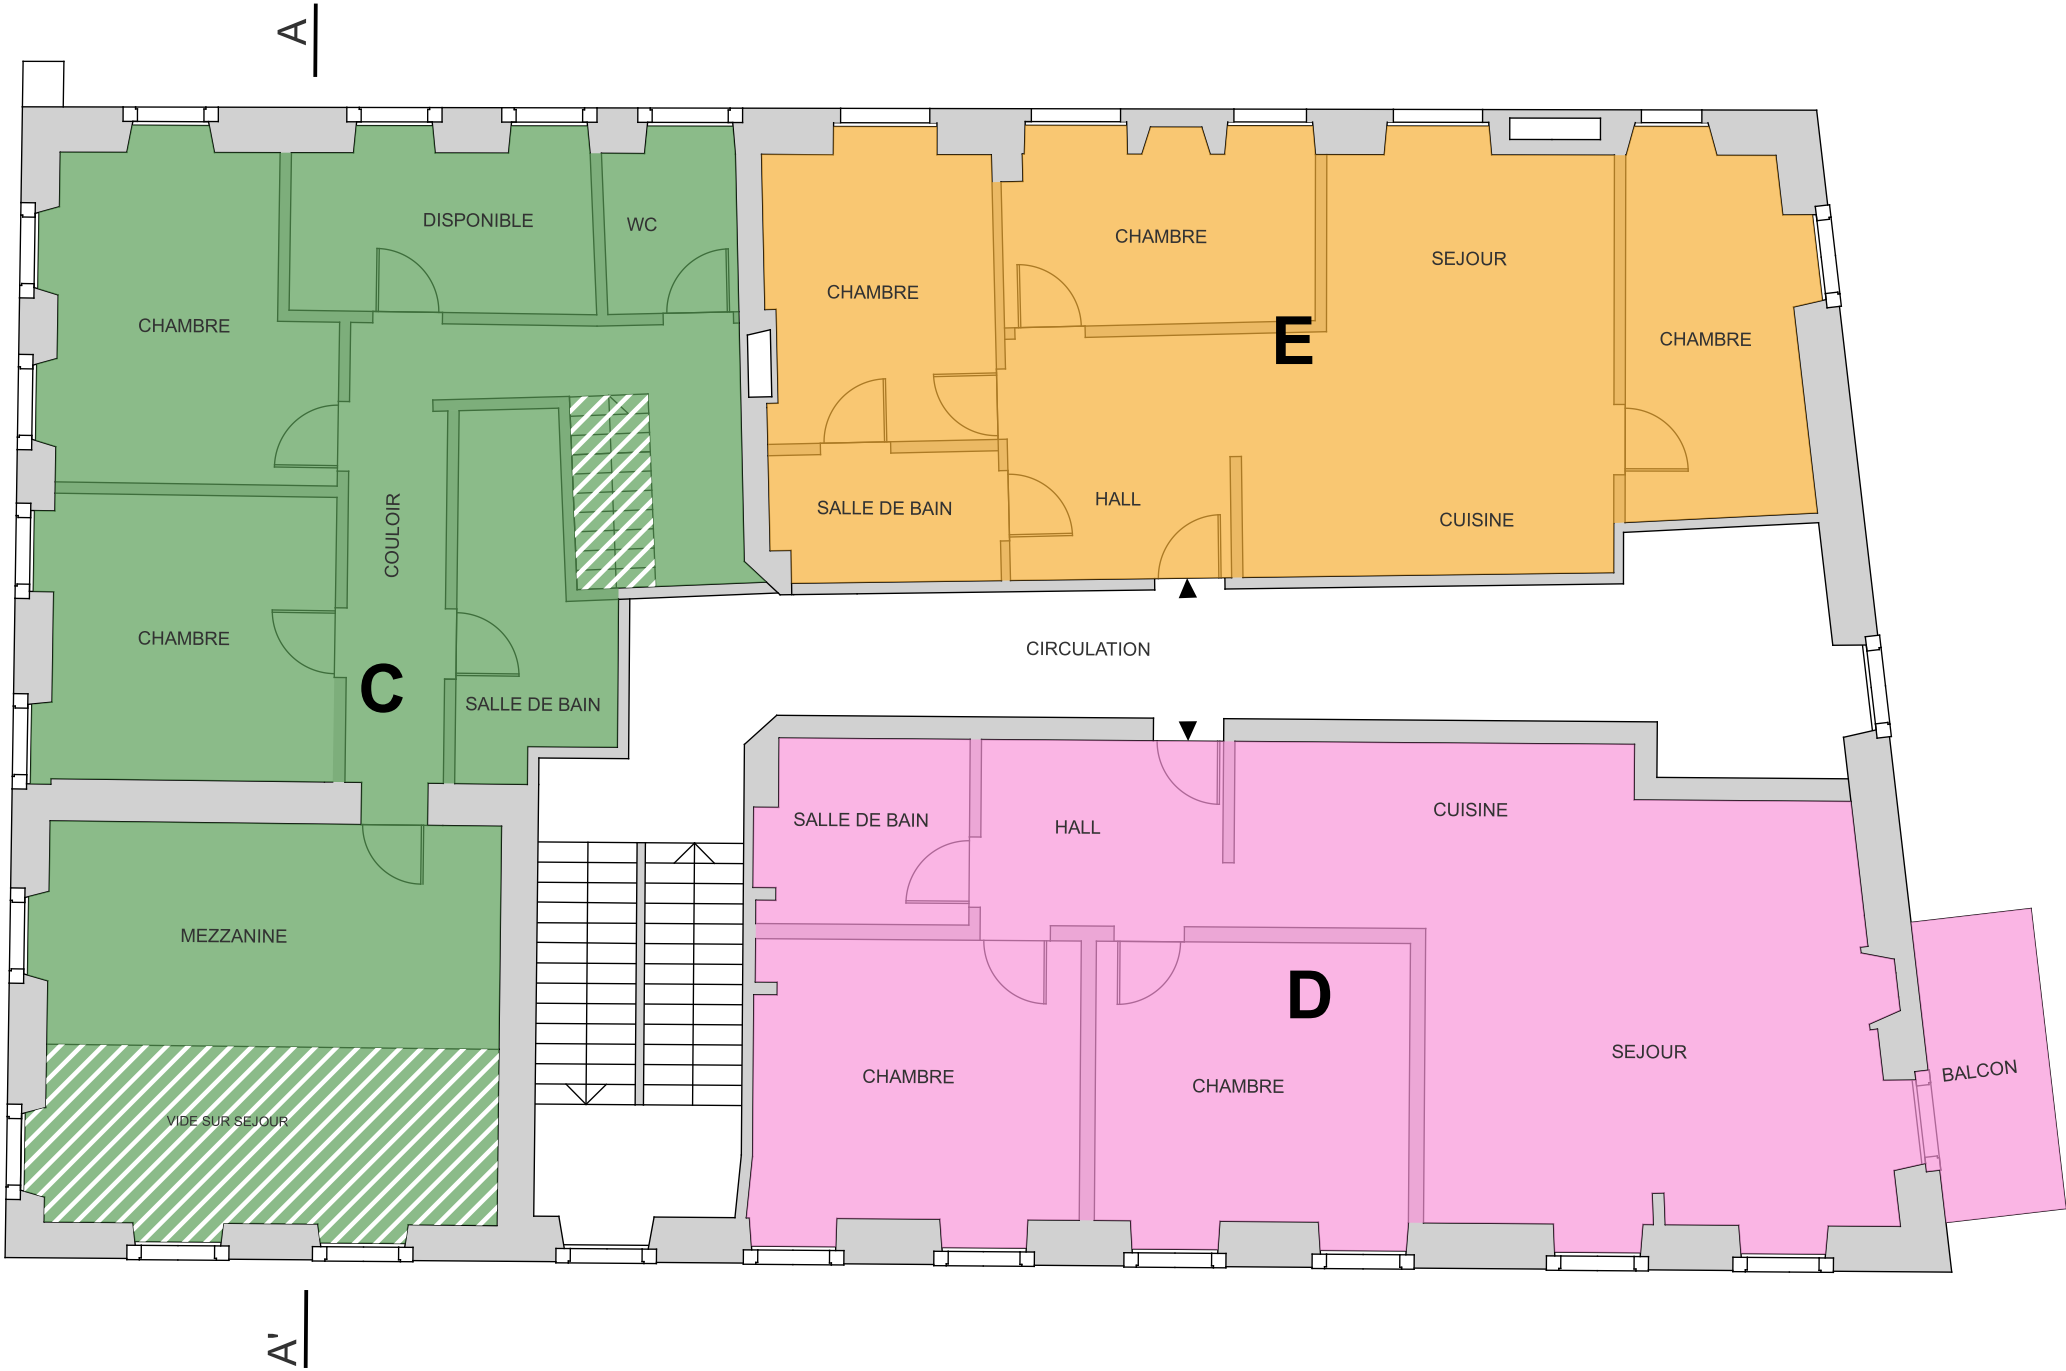 A
DISPONIBLE
WC
CHAMBRE
CHAMBRE
SEJOUR
CHAMBRE
CHAMBRE
E
CHAMBRE
COULOIR
SALLE DE BAIN
HALL
CUISINE
CHAMBRE
CIRCULATION
C
SALLE DE BAIN
SALLE DE BAIN
HALL
CUISINE
MEZZANINE
D
CHAMBRE
CHAMBRE
SEJOUR
BALCON
VIDE SUR SEJOUR
A'